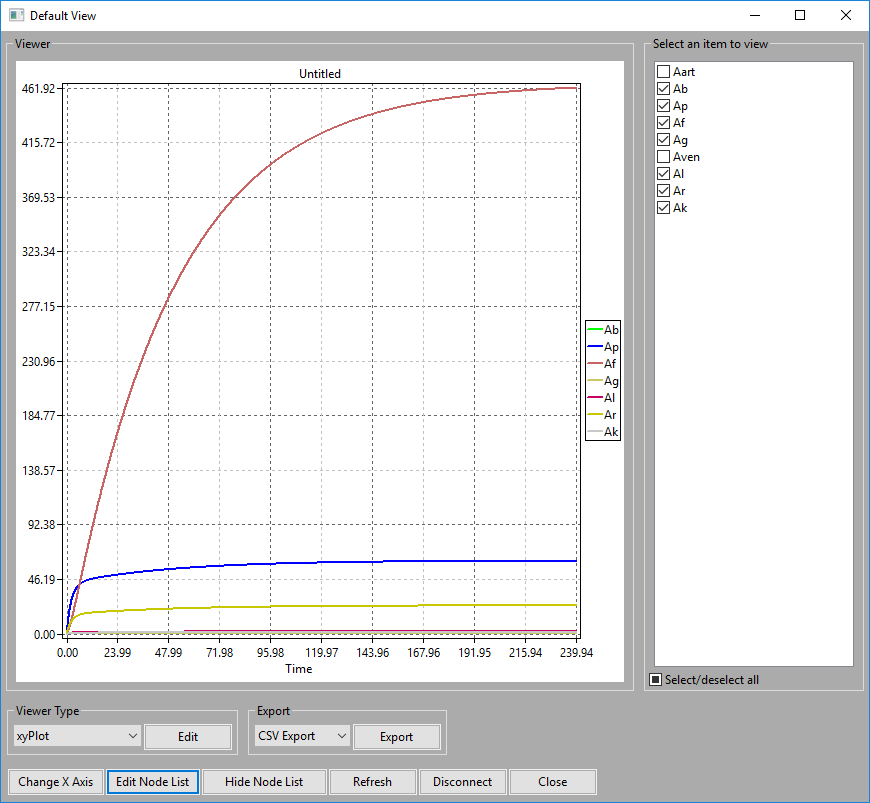 Default View
Viewer
Untitled
461.92
415.72
369.53
323.34
277.15
230.96
184.77
138.57
92.38
46.19
0.00
0.00 23.99 47.99 71.98 95.98 119.97 143.96 167.96 191.95 215.94 239.94
Time
Ab
Ap
Af
Ag
Al
Ar
Ak
Select an item to view
Aart
Ab
Ap
Af
Ag
Aven
Al
Ar
Ak
Select/deselect all
Viewer Type
xyPlot
Edit
Export
CSV Export
Export
Change X Axis
Edit Node List
Hide Node List
Refresh
Disconnect
Close